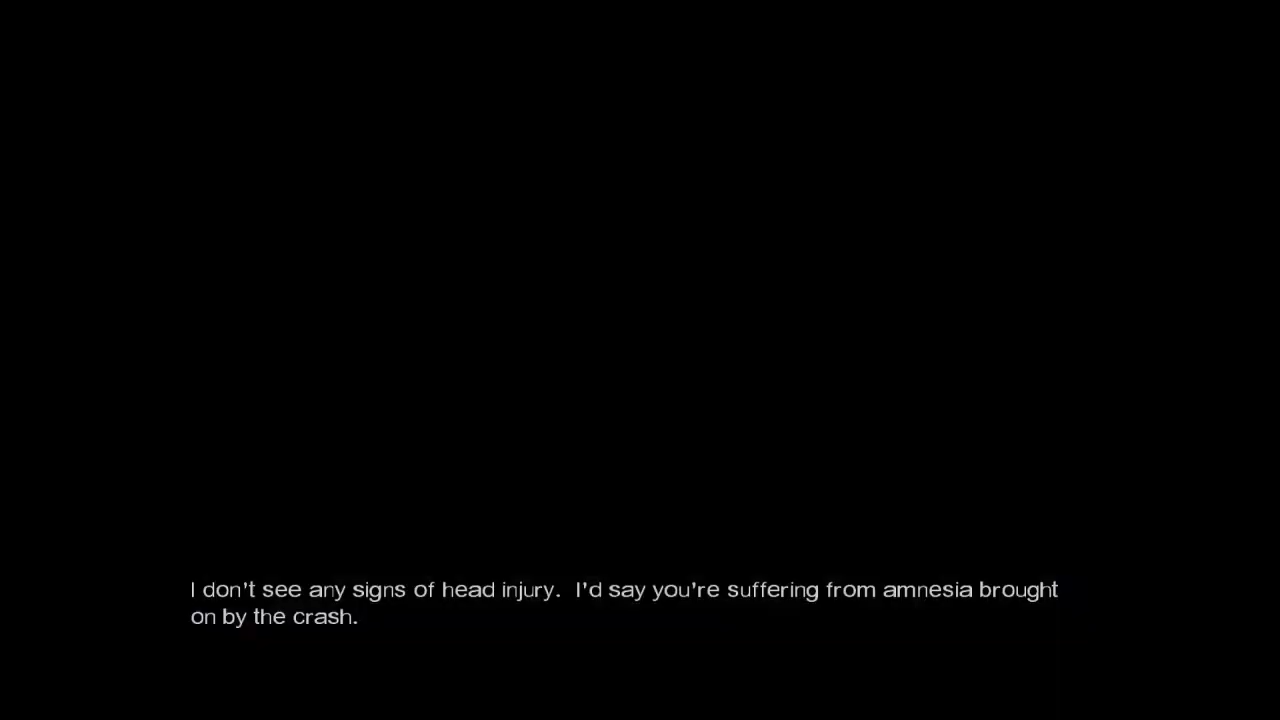 I don't see any signs of head injury.  I'd say you're suffering from amnesia brought
on by the crash.